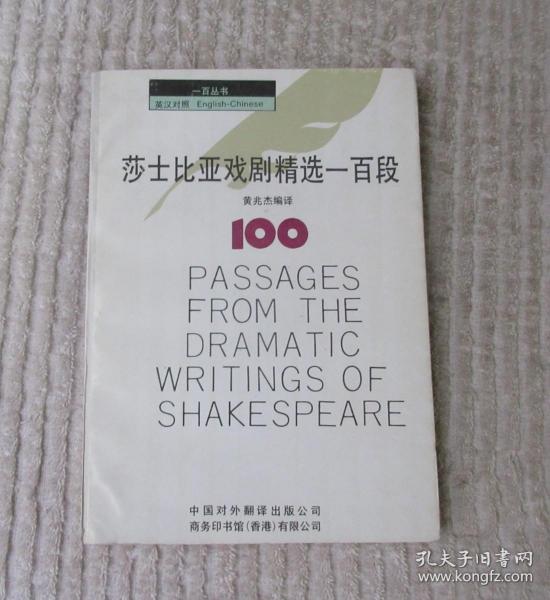 一百丛书
英汉对照 English-Chinese
莎士比亚戏剧精选一百段
黄兆杰编译
100
PASSAGES
FROM THE
DRAMATIC
WRITINGS OF
SHAKESPEARE
中国对外翻译出版公司
商务印书馆(香港)有限公司
孔夫子旧书网
www.kongfz.com